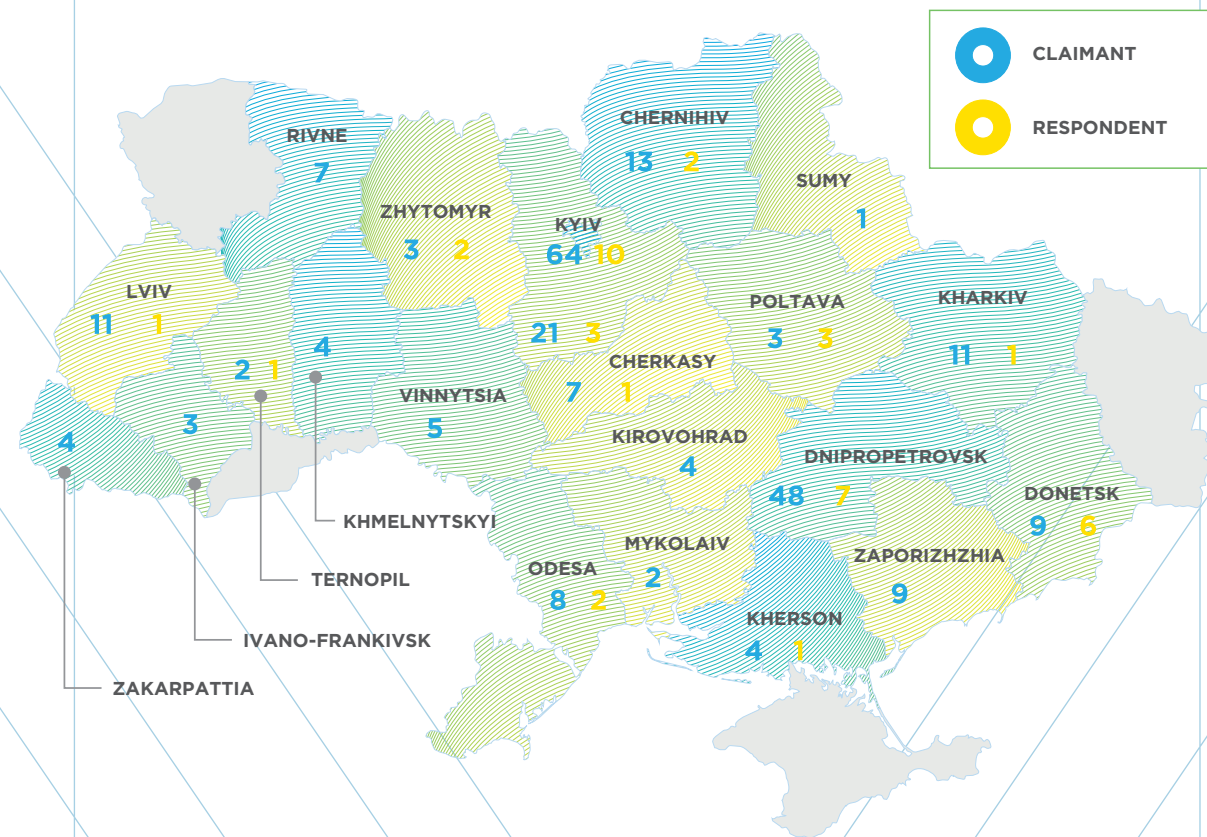 CLAIMANT
RESPONDENT
RIVNE
7
CHERNIHIV
13 2
SUMY
1
ZHYTOMYR
3 2
KYIV
64 10
21 3
LVIV
11 1
2 1
4
POLTAVA
3 3
KHARKIV
11 1
CHERKASY
7 1
VINNYTSIA
5
3
4
KIROVOHRAD
4
DNIPROPETROVSK
48 7
DONETSK
9 6
KHMELNYTSKYI
MYKOLAIV
2
ODESA
8 2
ZAPORIZHZHIA
9
TERNOPIL
KHERSON
4 1
IVANO-FRANKIVSK
ZAKARPATTIA